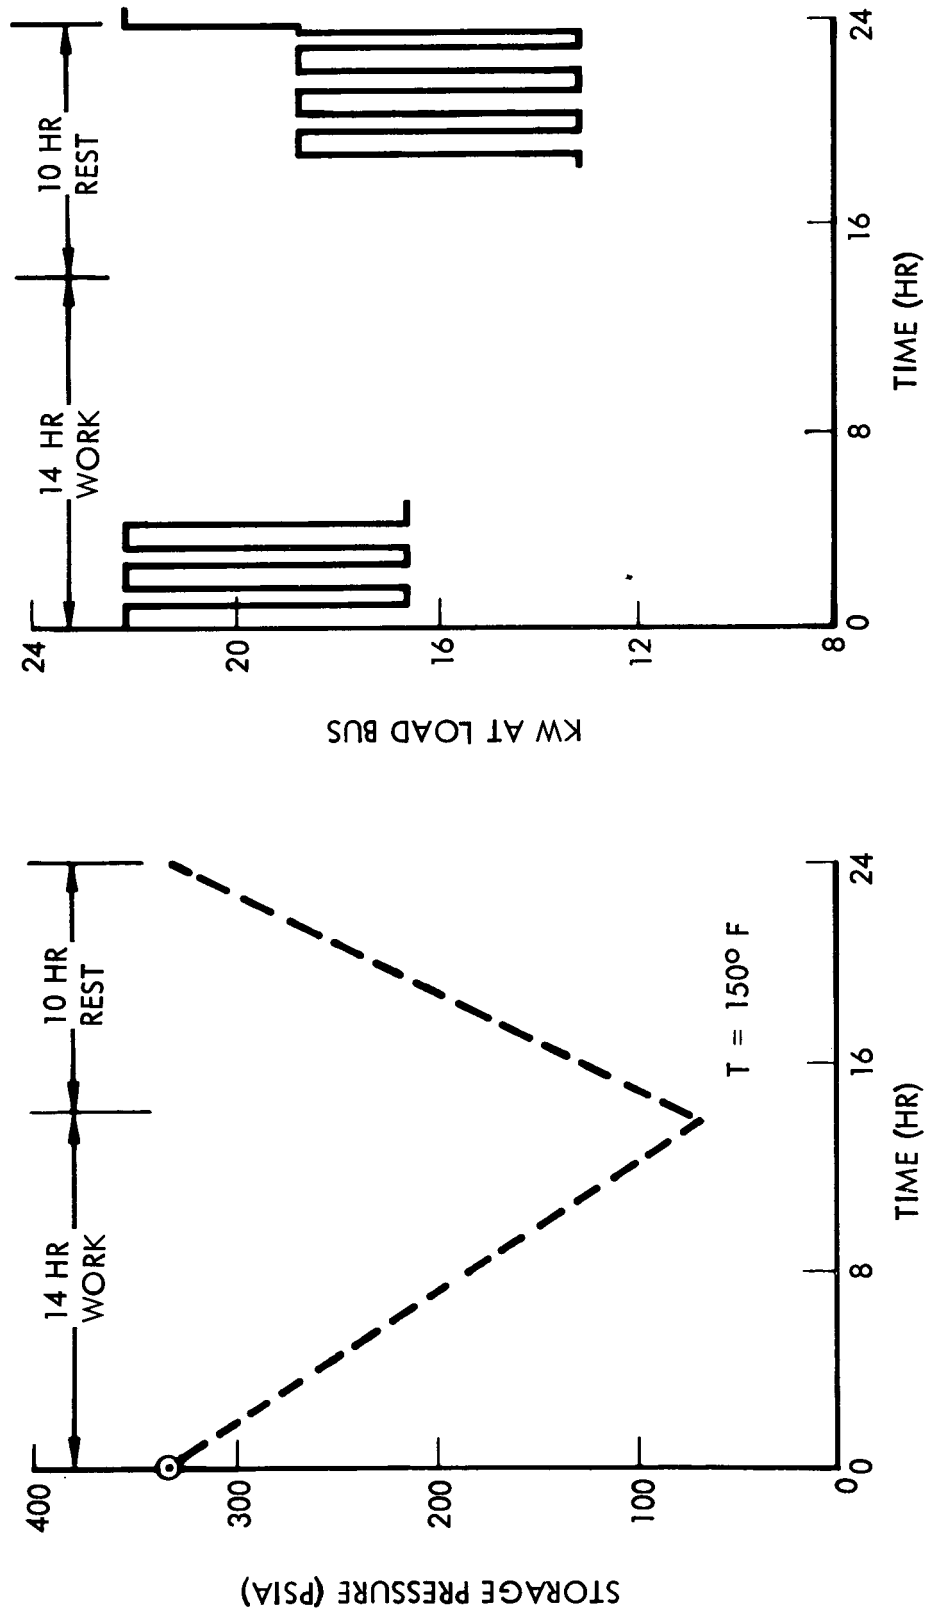 400
300
200
100
0
STORAGE PRESSURE (PSIA)
14 HR
WORK
10 HR
REST
T = 150° F
0
8
16
24
TIME (HR)
24
20
16
12
8
KW AT LOAD BUS
14 HR
WORK
10 HR
REST
0
8
16
24
TIME (HR)